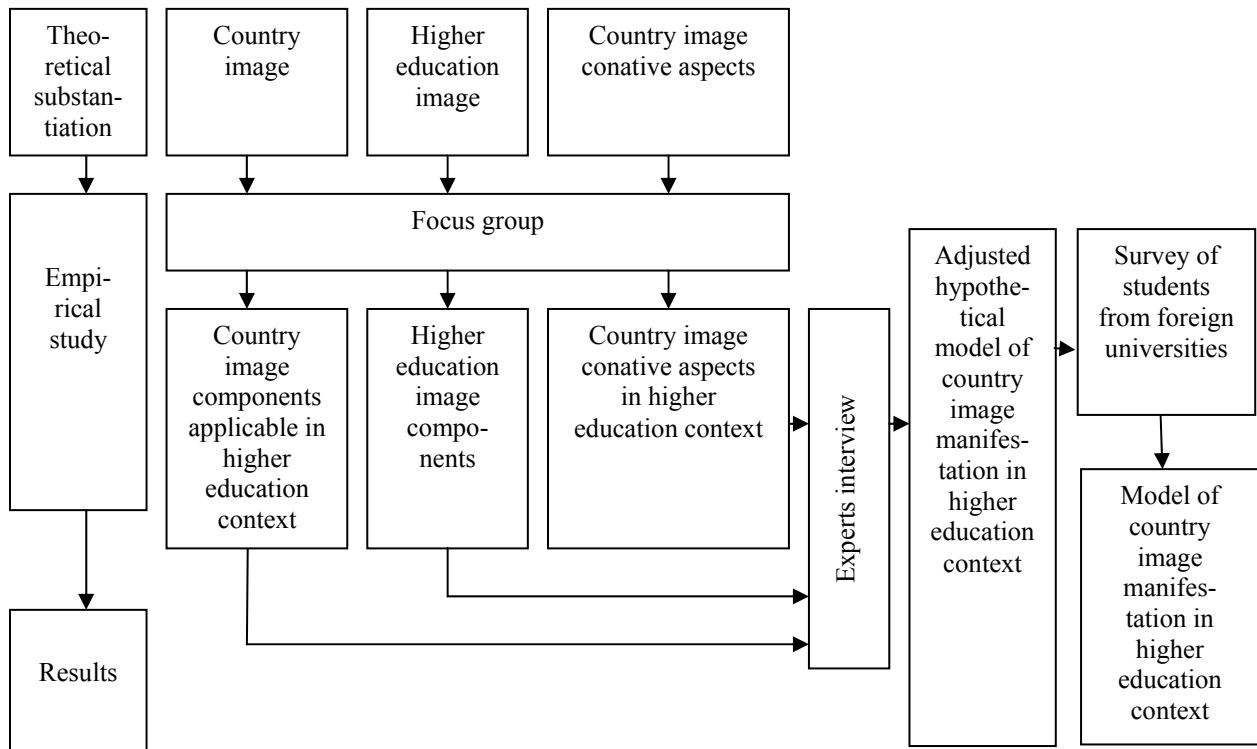 Theo-
retical
substan-
tiation
Country
image
Higher
education
image
Country image
conative aspects
Focus group
Empi-
rical
study
Country
image
components
applicable in
higher
education
context
Higher
education
image
compo-
nents
Country image
conative aspects
in higher
education context
Experts interview
Adjusted
hypothe-
tical
model of
country
image
manifes-
tation in
higher
education
context
Survey of
students
from foreign
universities
Model of
country
image
manifes-
tation in
higher
education
context
Results